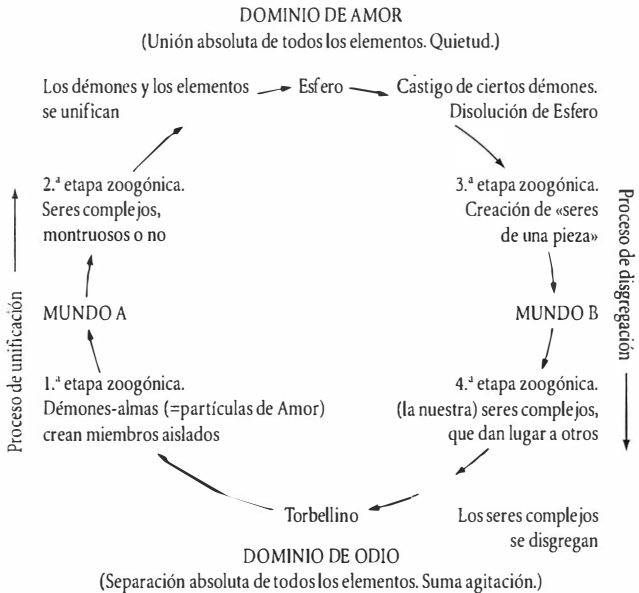 DOMINIO DE AMOR
(Unión absoluta de todos los elementos. Quietud.)
Los démones y los elementos
se unifican
Esfero
Castigo de ciertos démones.
Disolución de Esfero
2.ª etapa zoogónica.
Seres complejos,
montruosos o no
3.ª etapa zoogónica.
Creación de «seres
de una pieza»
Proceso de unificación
Proceso de disgregación
MUNDO A
MUNDO B
1.ª etapa zoogónica.
Démones-almas (=partículas de Amor)
crean miembros aislados
4.ª etapa zoogónica.
(la nuestra) seres complejos,
que dan lugar a otros
Torbellino
Los seres complejos
se disgregan
DOMINIO DE ODIO
(Separación absoluta de todos los elementos. Suma agitación.)